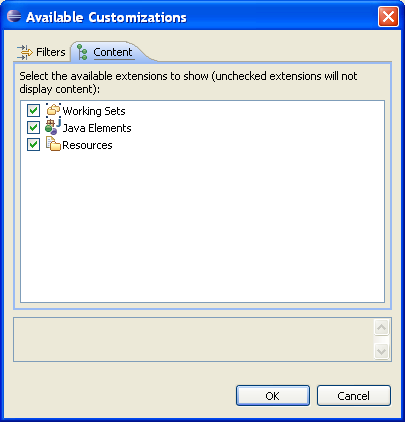 Available Customizations
Filters
Content
Select the available extensions to show (unchecked extensions will not
display content):
Working Sets
Java Elements
Resources
OK
Cancel